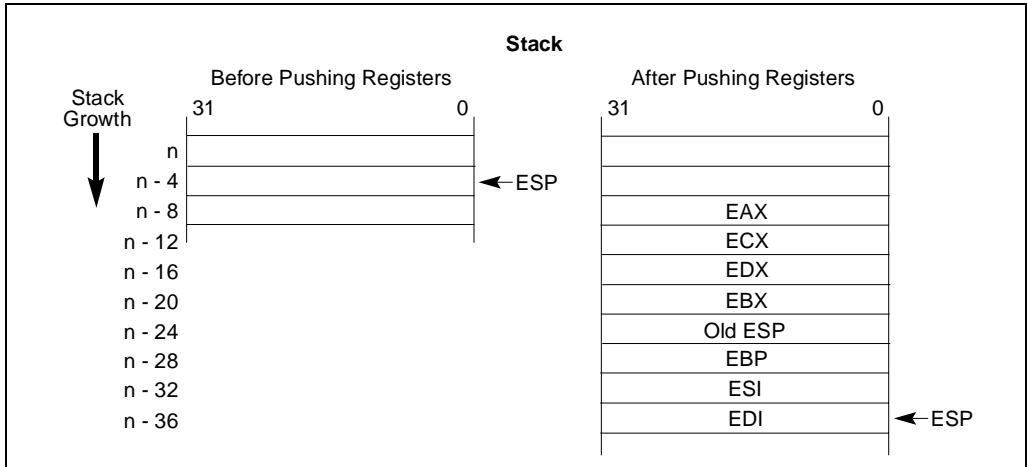 Stack
Before Pushing Registers
After Pushing Registers
Stack
Growth
31 0
31 0
n
n - 4
ESP
n - 8
EAX
n - 12
ECX
n - 16
EDX
n - 20
EBX
n - 24
Old ESP
n - 28
EBP
n - 32
ESI
n - 36
EDI
ESP